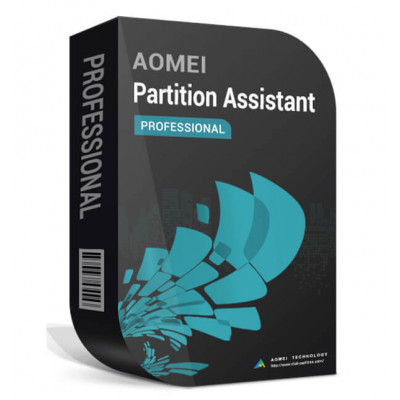 PROFESSIONAL
AOMEI
Partition Assistant
PROFESSIONAL
AOMEI TECHNOLOGY